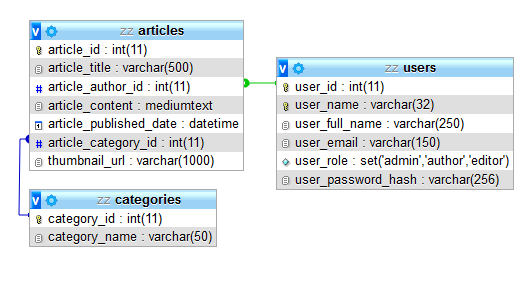 v zz articles
article_id : int(11)
article_title : varchar(500)
# article_author_id : int(11)
article_content : mediumtext
article_published_date : datetime
# article_category_id : int(11)
thumbnail_url : varchar(1000)
v zz users
user_id : int(11)
user_name : varchar(32)
user_full_name : varchar(250)
user_email : varchar(150)
user_role : set('admin','author','editor')
user_password_hash : varchar(256)
v zz categories
category_id : int(11)
category_name : varchar(50)